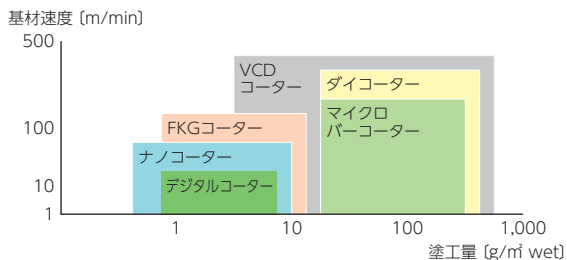 基材速度〔m/min〕
500
VCD
コーター
ダイコーター
マイクロ
バーコーター
100
FKGコーター
ナノコーター
10
デジタルコーター
1
1
10
100
1,000
塗工量〔g/㎡ wet〕